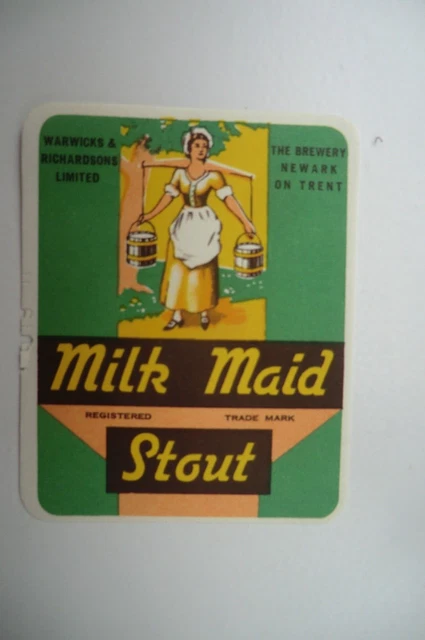 WARWICKS &
RICHARDSONS
LIMITED
THE BREWERY
NEWARK
ON TRENT
Milk Maid
REGISTERED TRADE MARK
Stout